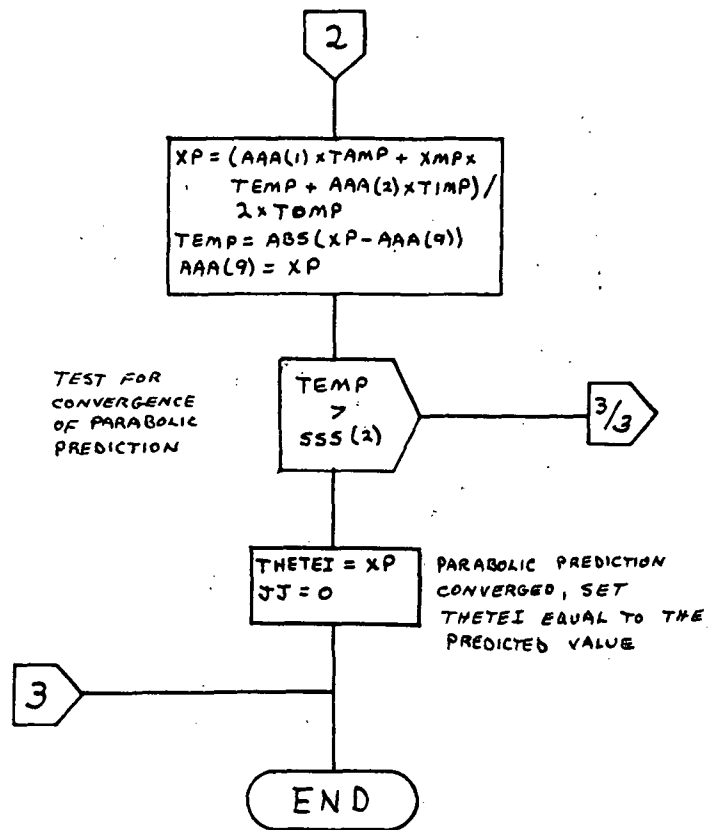 2
XP = (AAA(1) × TAMP + XMP ×
TEMP + AAA(2) × TIMP) /
2 × TOMP
TEMP = ABS(XP - AAA(9))
AAA(9) = XP
TEST FOR
CONVERGENCE
OF PARABOLIC
PREDICTION
TEMP
>
SSS(2)
3/3
THETEI = XP
JJ = 0
PARABOLIC PREDICTION
CONVERGED, SET
THETEI EQUAL TO THE
PREDICTED VALUE
3
END